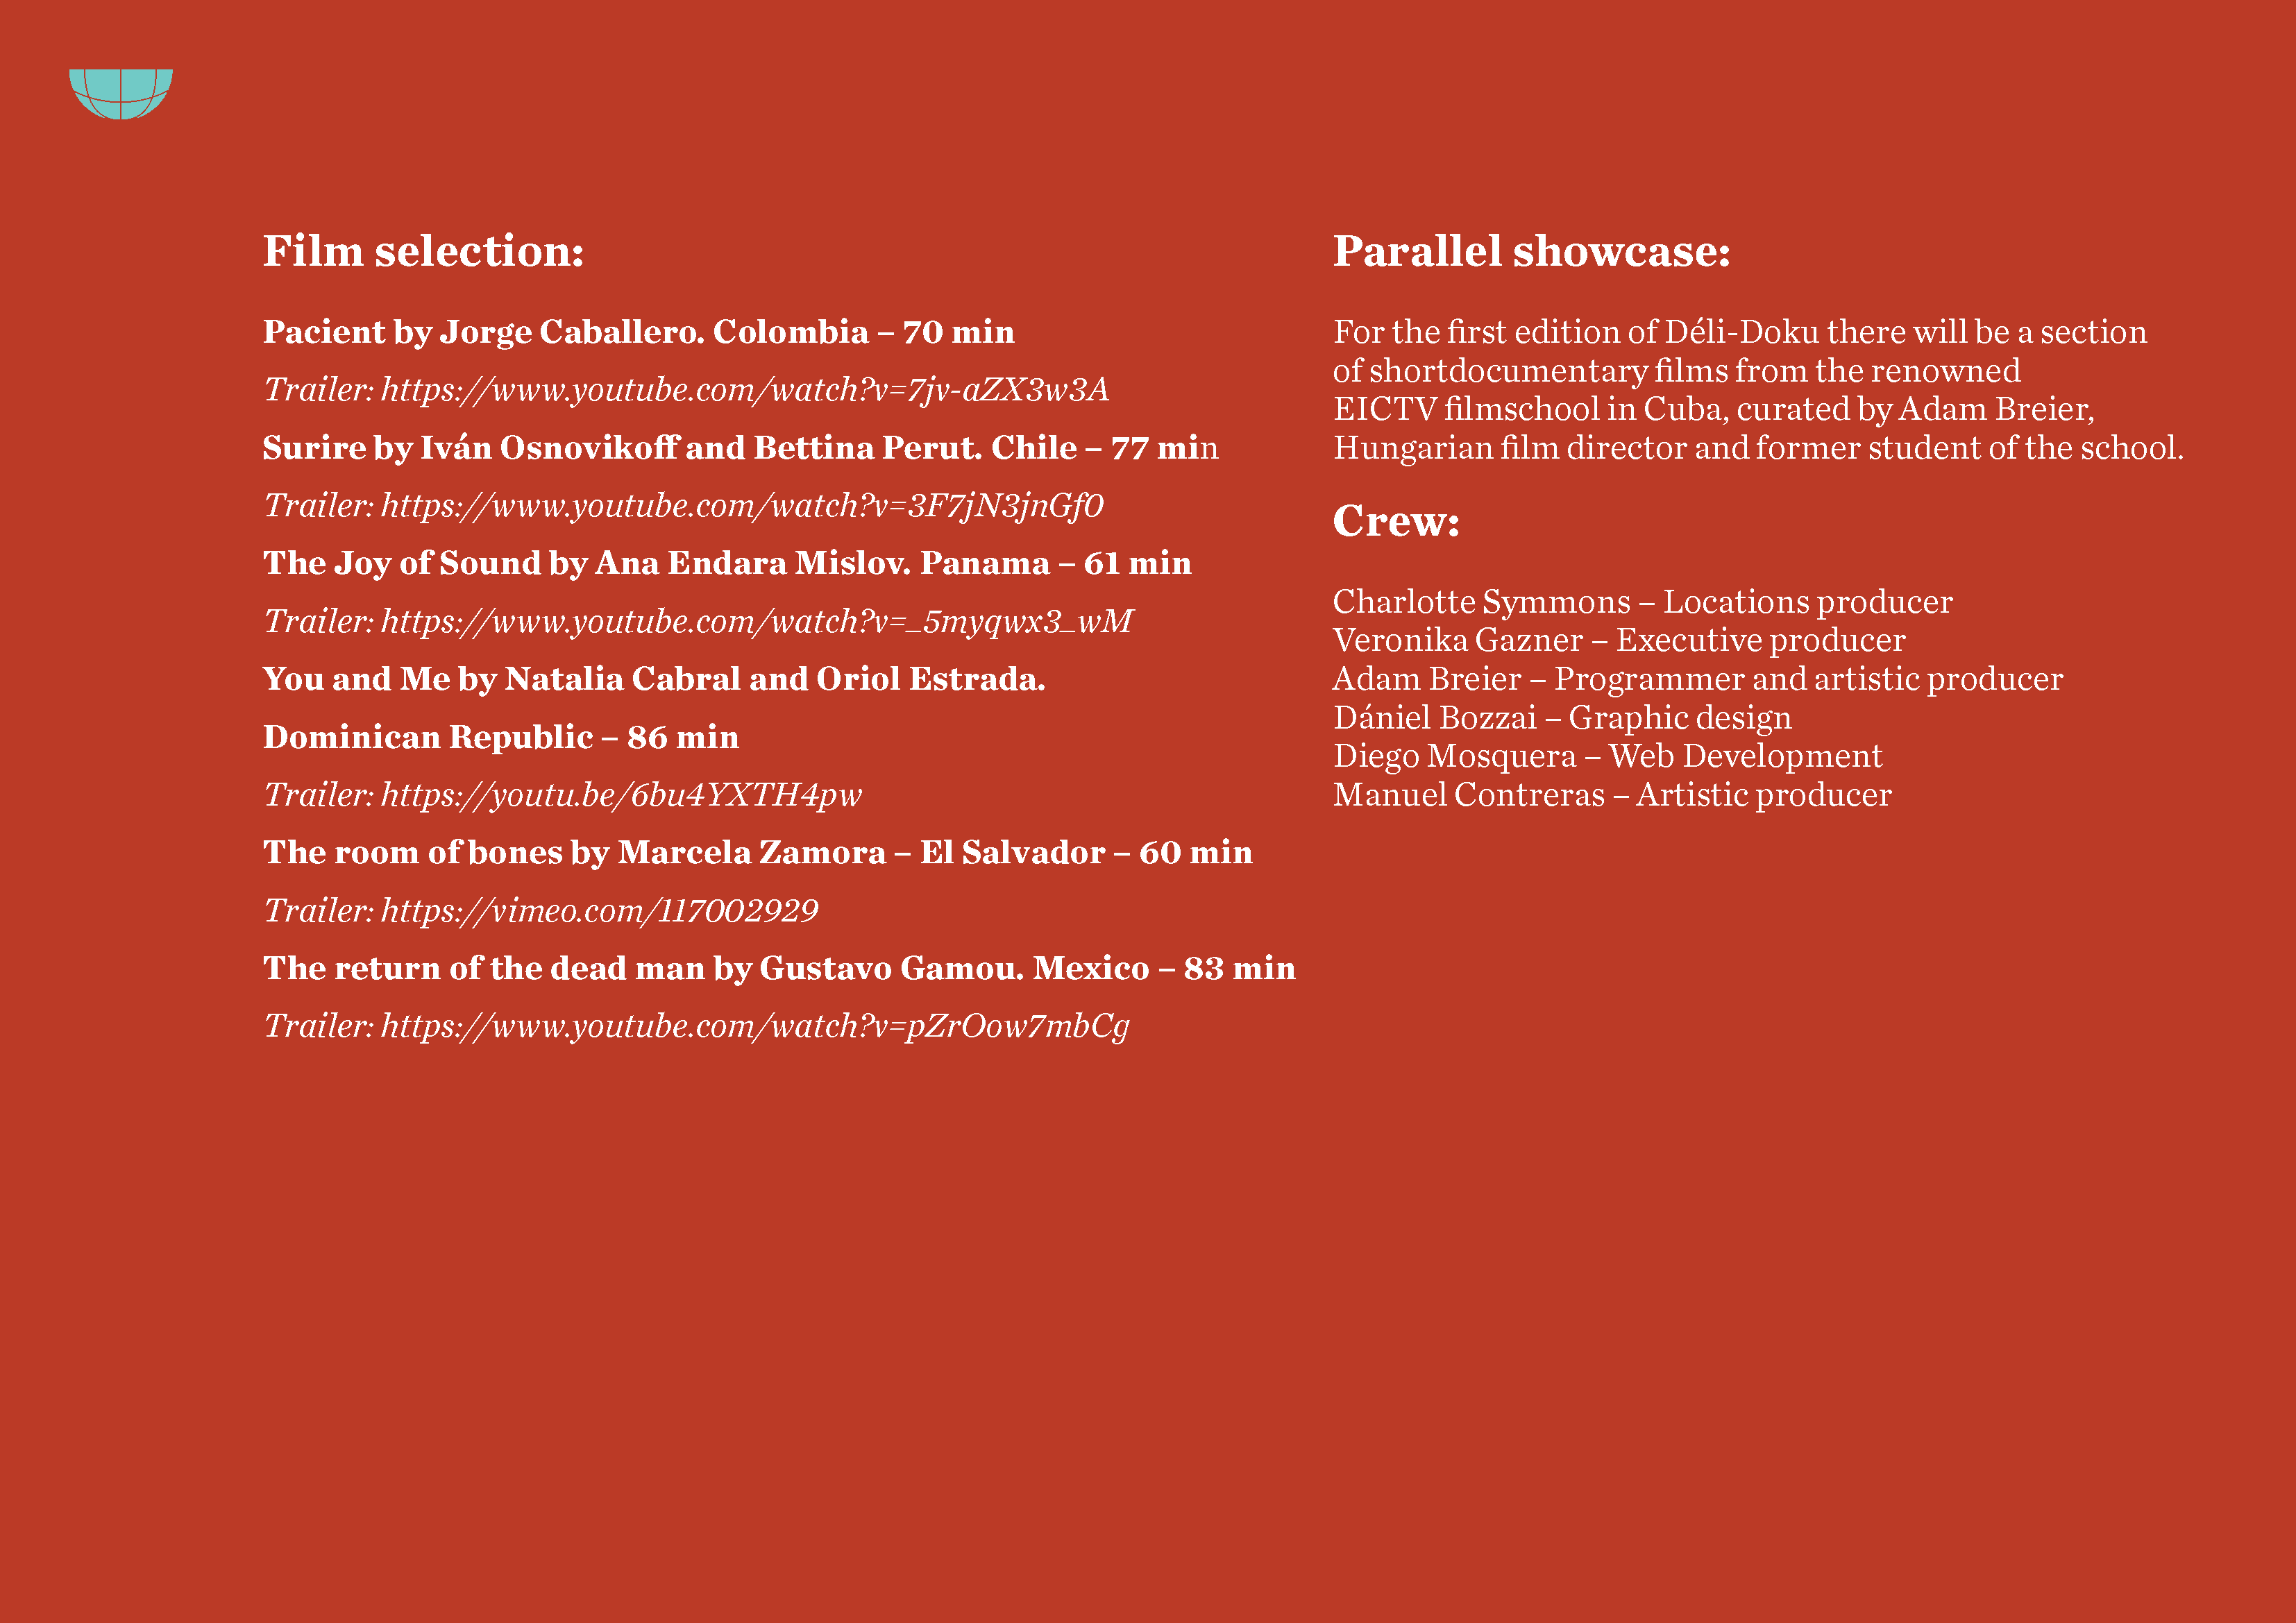 Film selection:
Pacient by Jorge Caballero. Colombia – 70 min
Trailer: https://www.youtube.com/watch?v=7jv-aZX3w3A
Surire by Iván Osnovikoff and Bettina Perut. Chile – 77 min
Trailer: https://www.youtube.com/watch?v=3F7jN3jnGf0
The Joy of Sound by Ana Endara Mislov. Panama – 61 min
Trailer: https://www.youtube.com/watch?v=_5myqwx3_wM
You and Me by Natalia Cabral and Oriol Estrada.
Dominican Republic – 86 min
Trailer: https://youtu.be/6bu4YXTH4pw
The room of bones by Marcela Zamora – El Salvador – 60 min
Trailer: https://vimeo.com/117002929
The return of the dead man by Gustavo Gamou. Mexico – 83 min
Trailer: https://www.youtube.com/watch?v=pZrOow7mbCg
Parallel showcase:
For the first edition of Déli-Doku there will be a section
of shortdocumentary films from the renowned
EICTV filmschool in Cuba, curated by Adam Breier,
Hungarian film director and former student of the school.
Crew:
Charlotte Symmons – Locations producer
Veronika Gazner – Executive producer
Adam Breier – Programmer and artistic producer
Dániel Bozzai – Graphic design
Diego Mosquera – Web Development
Manuel Contreras – Artistic producer